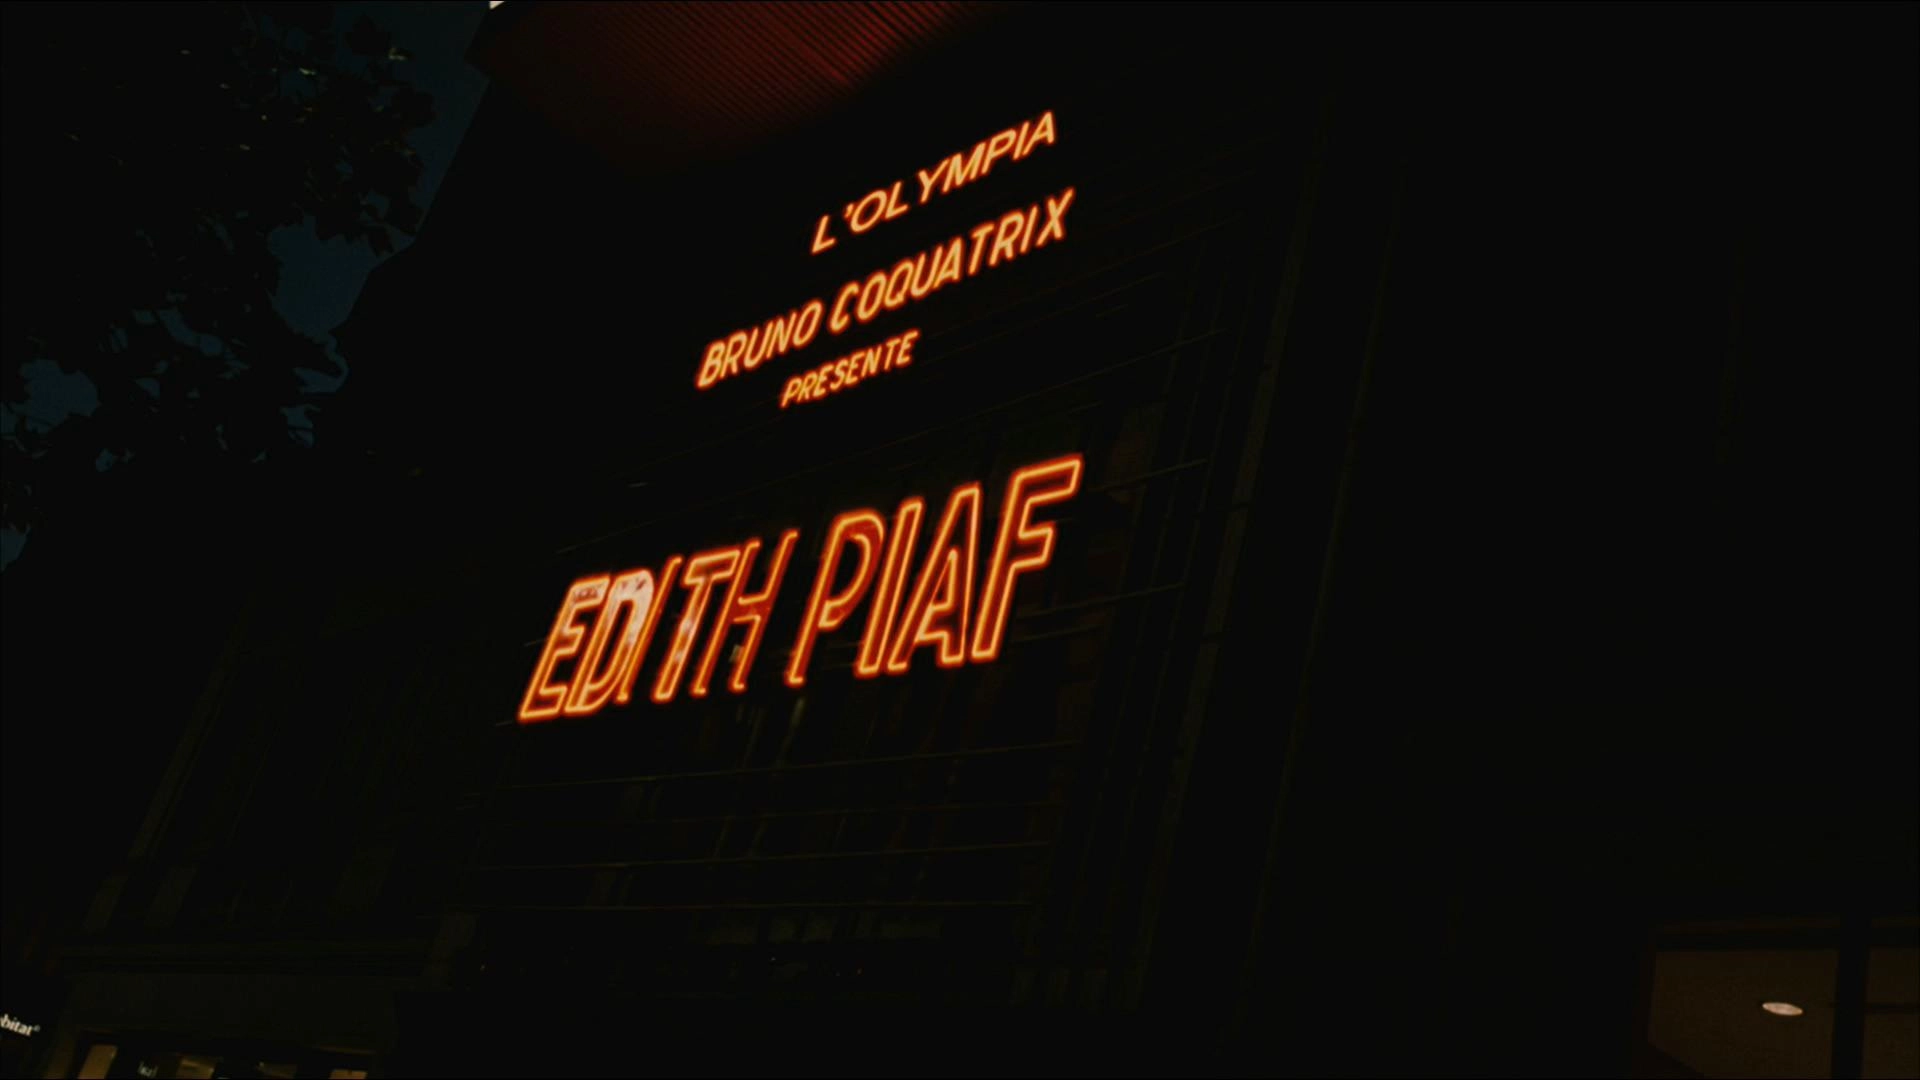 L'OLYMPIA
BRUNO COQUATRIX
PRESENTE
EDITH PIAF